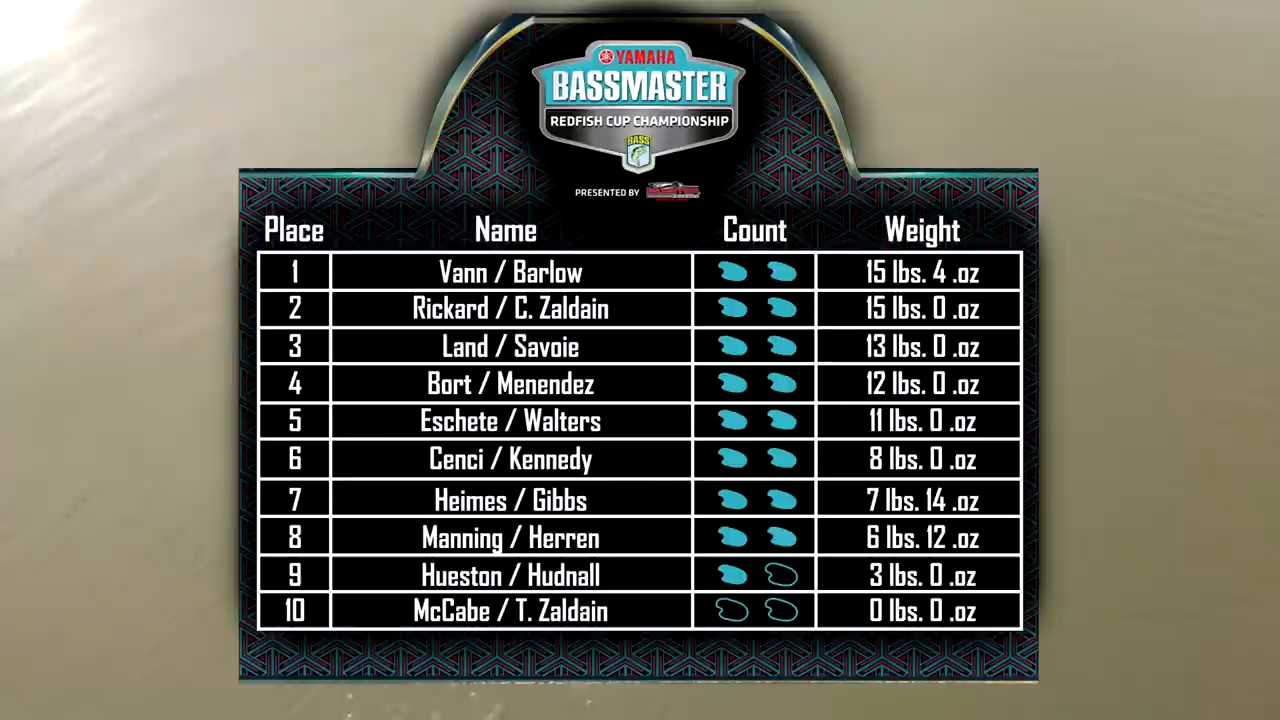 YAMAHA
BASSMASTER
REDFISH CUP CHAMPIONSHIP
BASS
PRESENTED BY
Place Name Count Weight
1 Vann / Barlow 15 lbs. 4 .oz
2 Rickard / C. Zaldain 15 lbs. 0 .oz
3 Land / Savoie 13 lbs. 0 .oz
4 Bort / Menendez 12 lbs. 0 .oz
5 Eschete / Walters 11 lbs. 0 .oz
6 Cenci / Kennedy 8 lbs. 0 .oz
7 Heimes / Gibbs 7 lbs. 14 .oz
8 Manning / Herren 6 lbs. 12 .oz
9 Hueston / Hudnall 3 lbs. 0 .oz
10 McCabe / T. Zaldain 0 lbs. 0 .oz